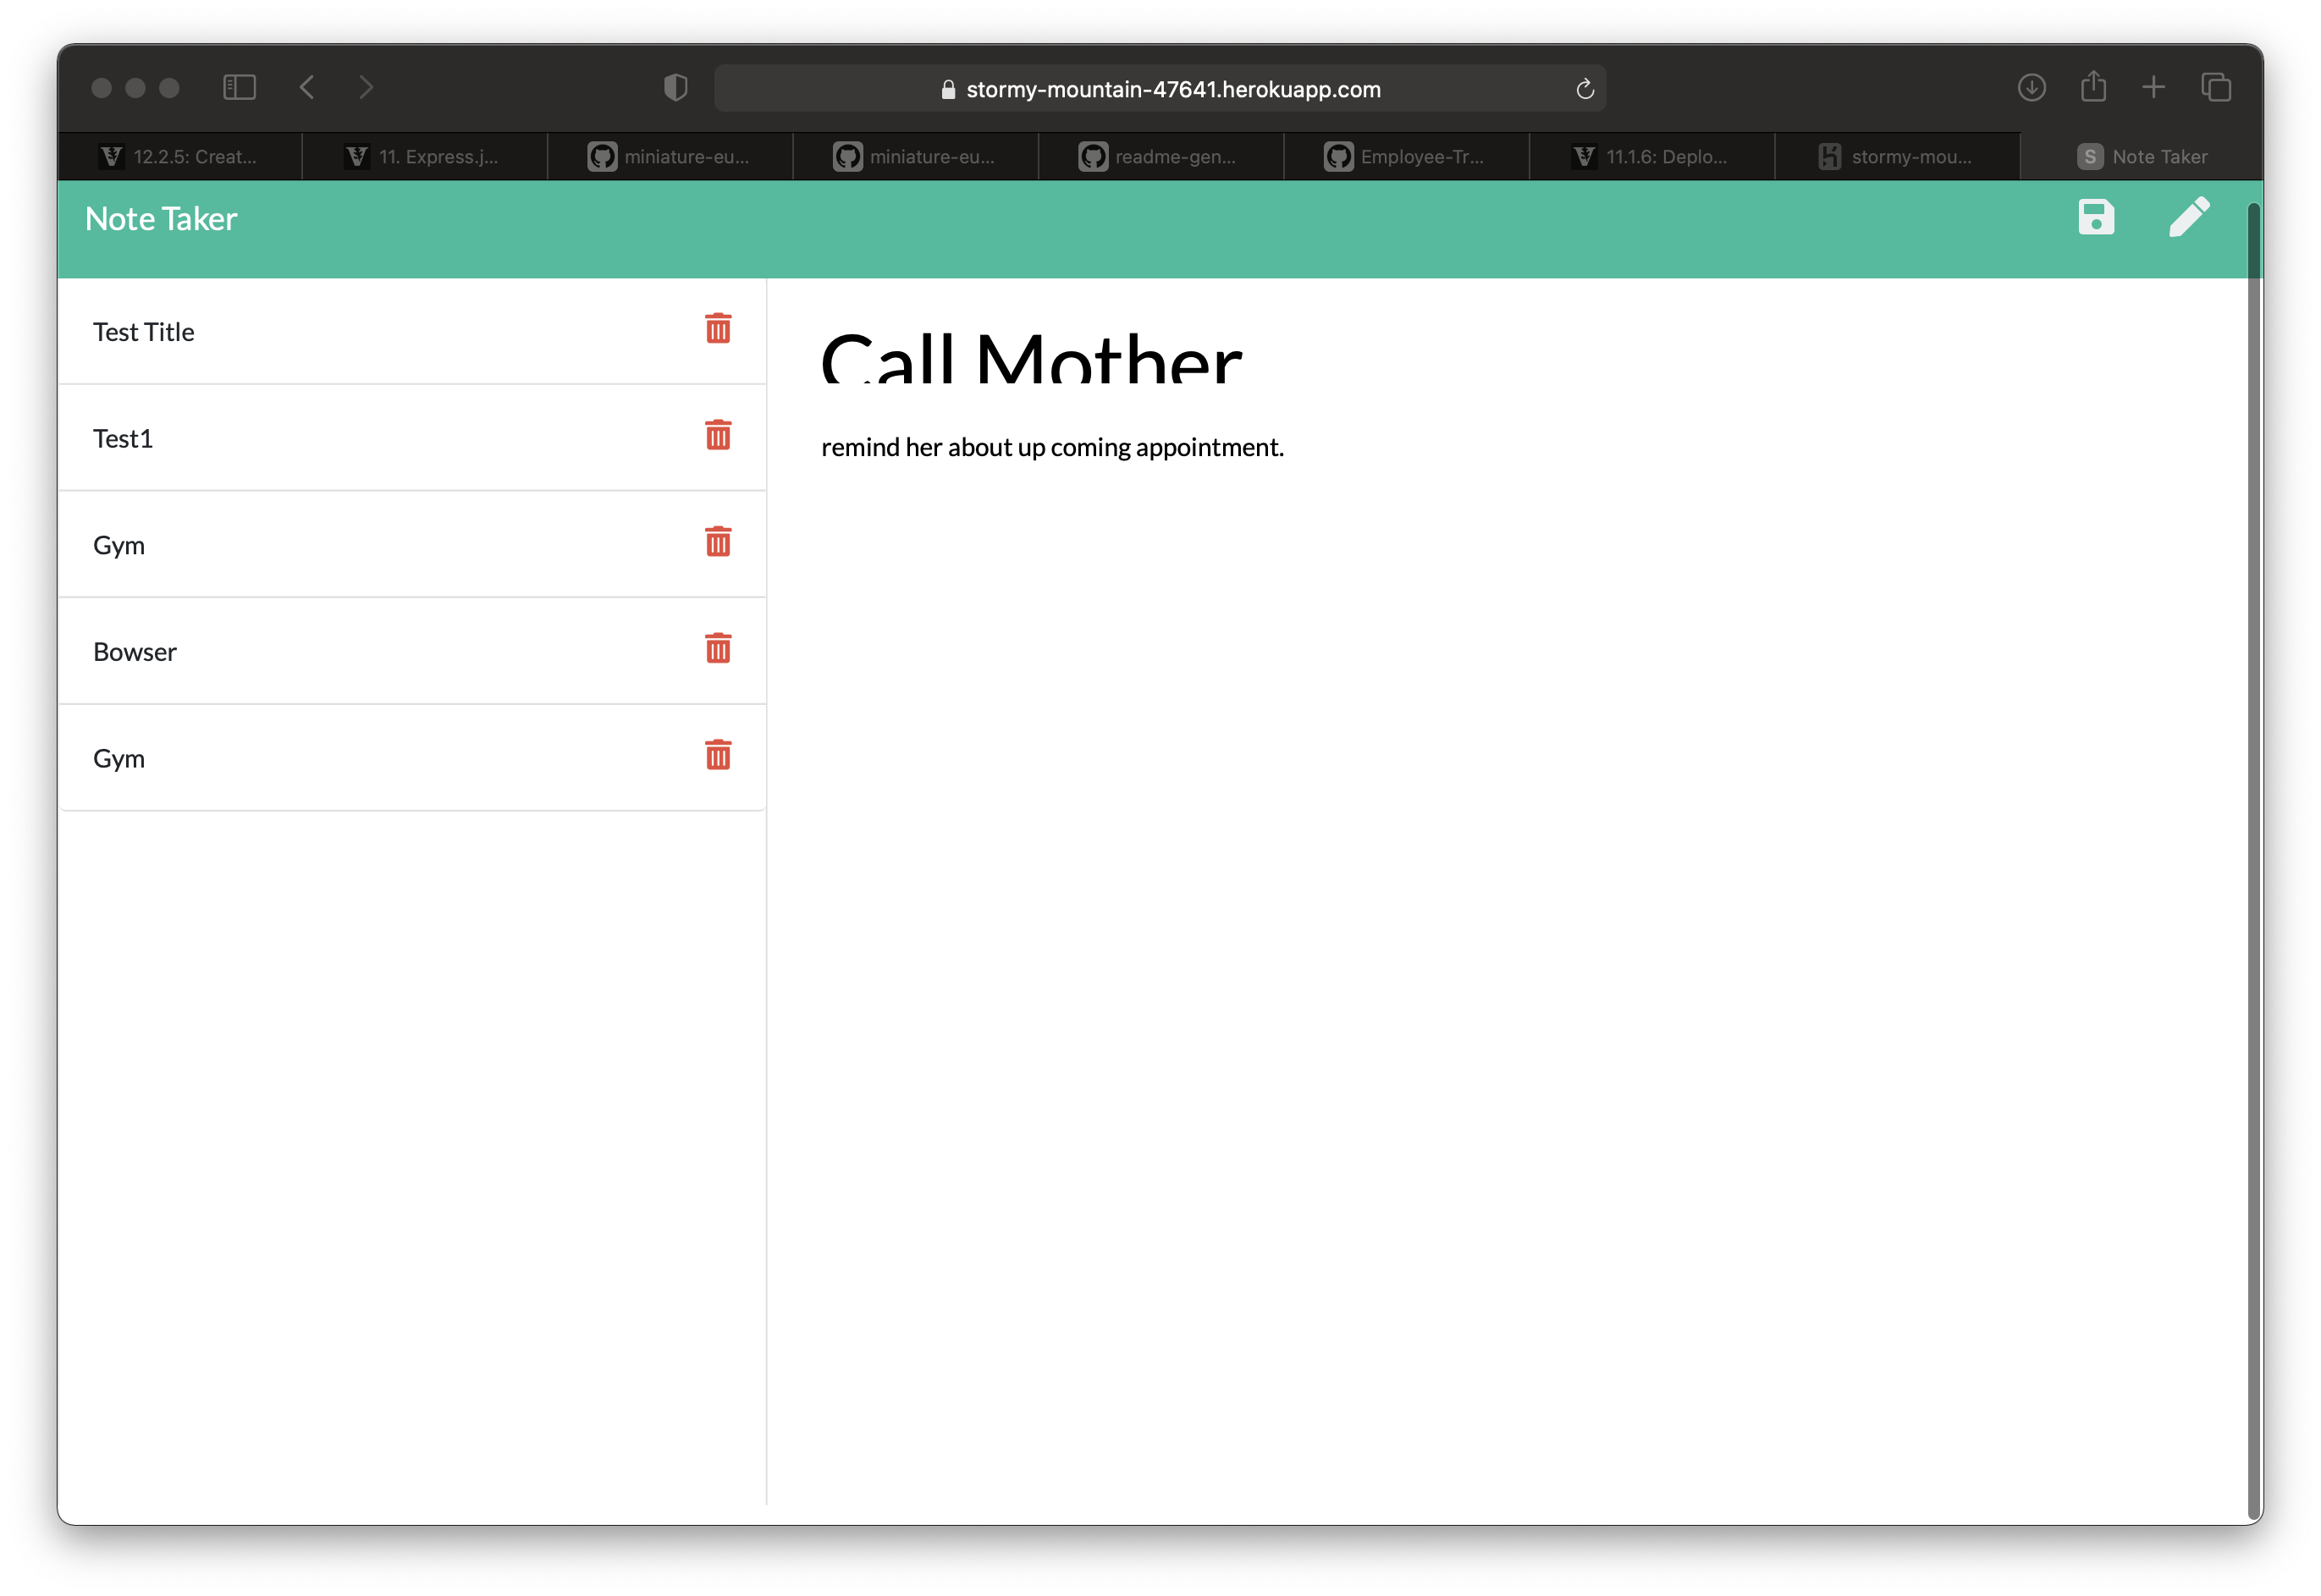 stormy-mountain-47641.herokuapp.com
12.2.5: Creat...
11. Express.j...
miniature-eu...
miniature-eu...
readme-gen...
Employee-Tr...
11.1.6: Deplo...
stormy-mou...
S
Note Taker
Note Taker
Test Title
Test1
Gym
Bowser
Gym
Call Mother
remind her about up coming appointment.